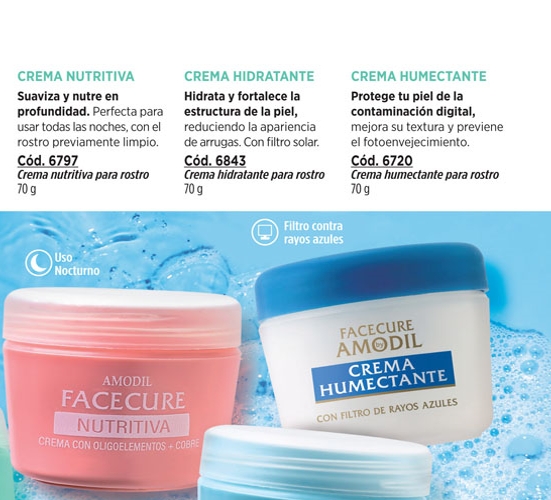 CREMA NUTRITIVA
Suaviza y nutre en
profundidad. Perfecta para
usar todas las noches, con el
rostro previamente limpio.
Cód. 6797
Crema nutritiva para rostro
70 g
CREMA HIDRATANTE
Hidrata y fortalece la
estructura de la piel,
reduciendo la apariencia
de arrugas. Con filtro solar.
Cód. 6843
Crema hidratante para rostro
70 g
CREMA HUMECTANTE
Protege tu piel de la
contaminación digital,
mejora su textura y previene
el fotoenvejecimiento.
Cód. 6720
Crema humectante para rostro
70 g
Uso
Nocturno
Filtro contra
rayos azules
AMODIL
FACECURE
NUTRITIVA
CREMA CON OLIGOELEMENTOS + COBRE
FACECURE
by
AMODIL
CREMA
HUMECTANTE
CON FILTRO DE RAYOS AZULES